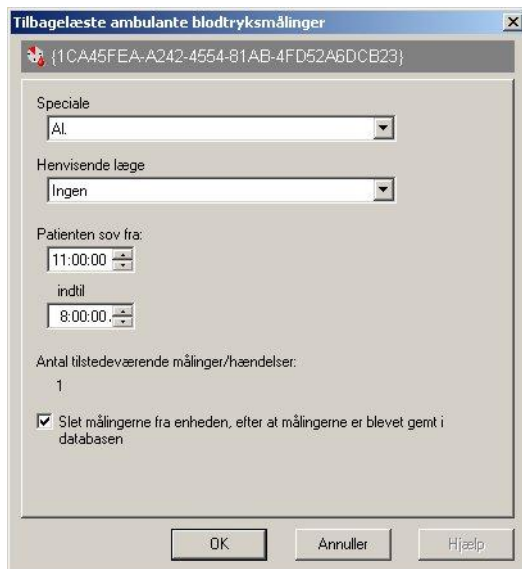 Tilbagelæste ambulante blodtryksmålinger
{1CA45FEA-A242-4554-81AB-4FD52A6DCB23}
Speciale
Al.
Henvisende læge
Ingen
Patienten sov fra:
11:00:00
indtil
8:00:00.
Antal tilstedeværende målinger/hændelser:
1
Slet målingerne fra enheden, efter at målingerne er blevet gemt i
databasen
OK
Annuller
Hjælp